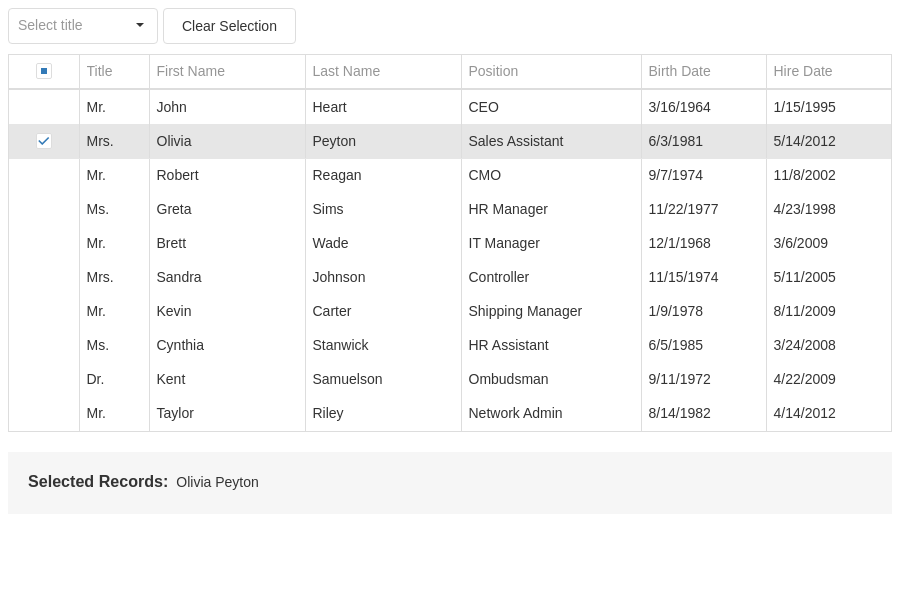 Select title Clear Selection
Title First Name Last Name Position Birth Date Hire Date
Mr. John Heart CEO 3/16/1964 1/15/1995
Mrs. Olivia Peyton Sales Assistant 6/3/1981 5/14/2012
Mr. Robert Reagan CMO 9/7/1974 11/8/2002
Ms. Greta Sims HR Manager 11/22/1977 4/23/1998
Mr. Brett Wade IT Manager 12/1/1968 3/6/2009
Mrs. Sandra Johnson Controller 11/15/1974 5/11/2005
Mr. Kevin Carter Shipping Manager 1/9/1978 8/11/2009
Ms. Cynthia Stanwick HR Assistant 6/5/1985 3/24/2008
Dr. Kent Samuelson Ombudsman 9/11/1972 4/22/2009
Mr. Taylor Riley Network Admin 8/14/1982 4/14/2012
Selected Records: Olivia Peyton